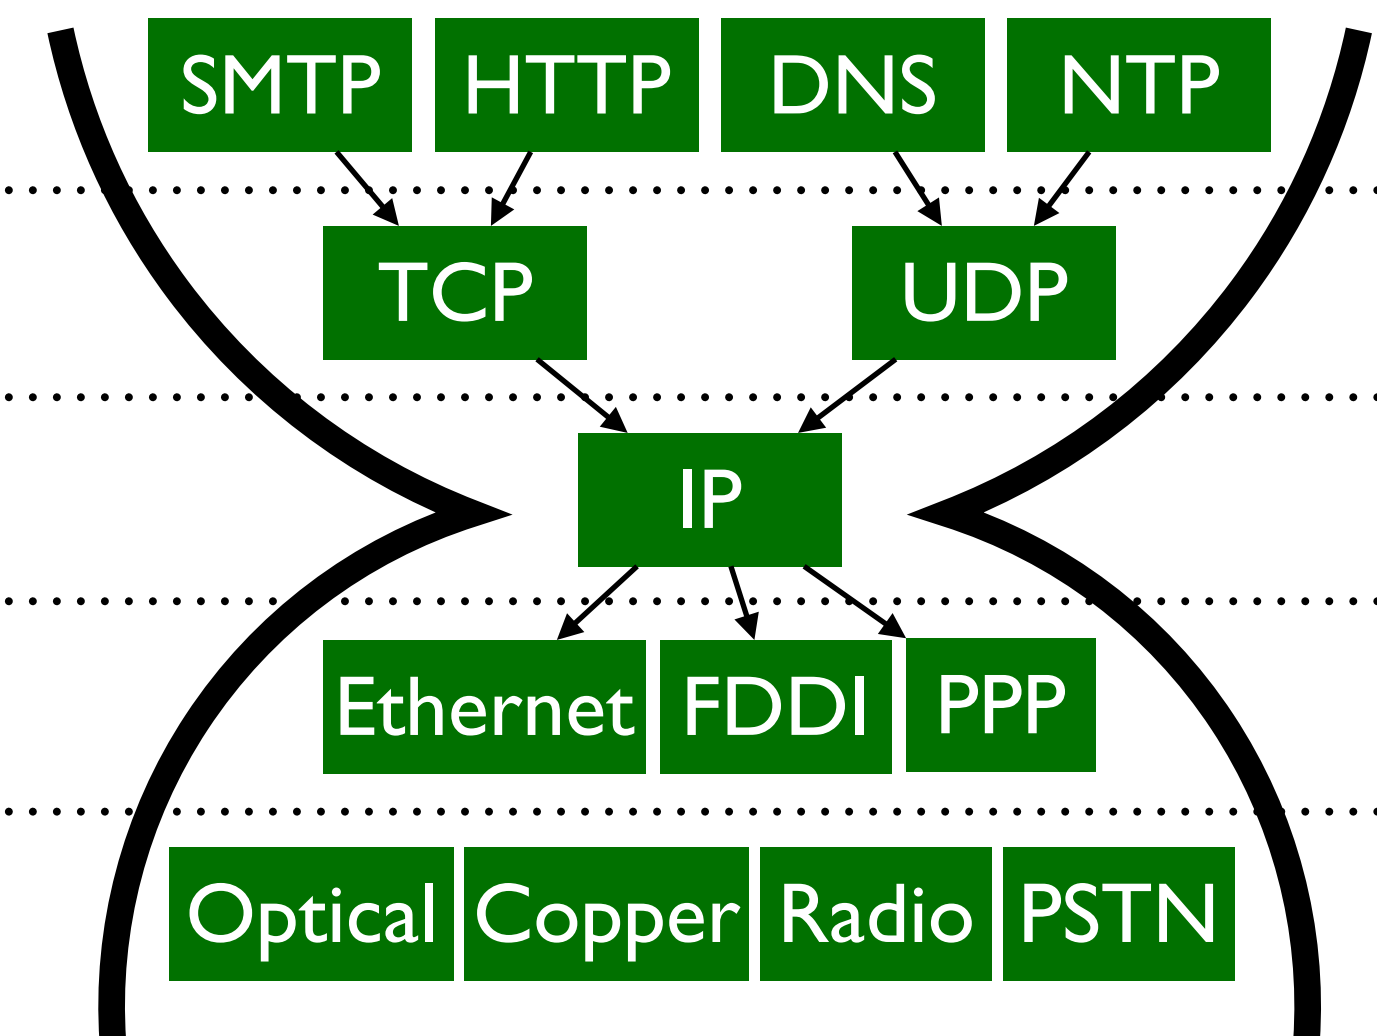 SMTP HTTP DNS NTP
TCP UDP
IP
Ethernet FDDI PPP
Optical Copper Radio PSTN